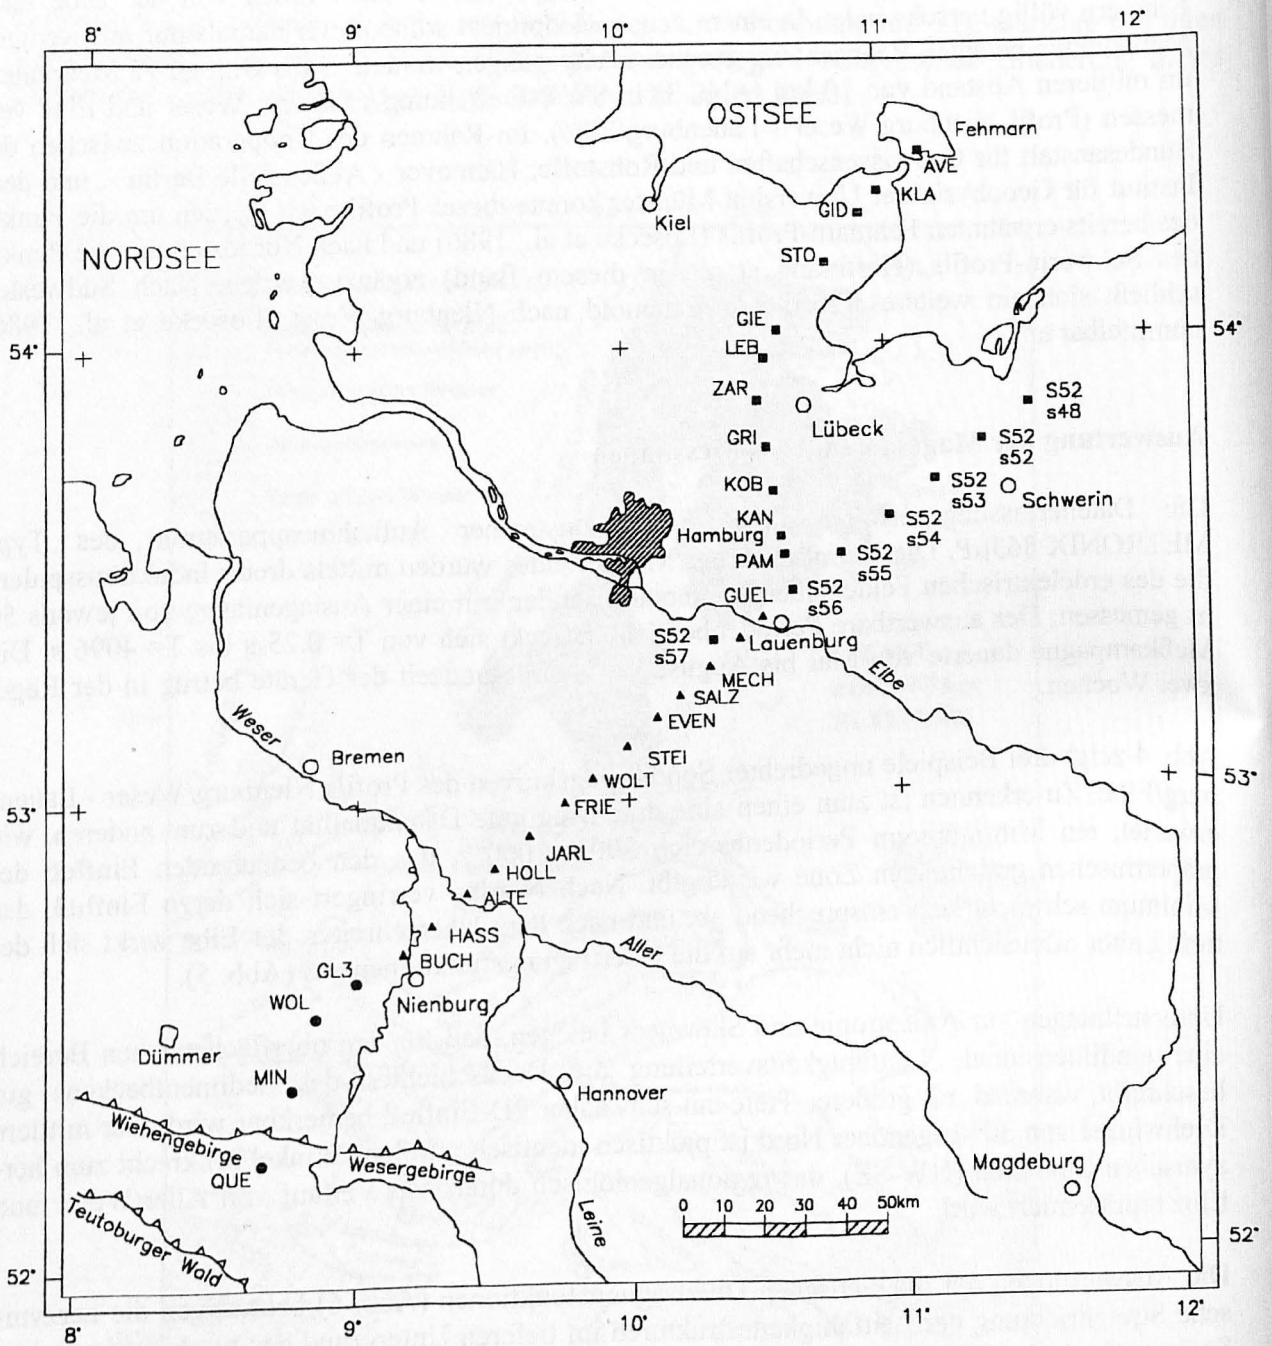 8°
9°
10°
11°
12°
OSTSEE
Fehmarn
AVE
KLA
Kiel
GID
NORDSEE
STO
GIE
54°
LEB
54°
ZAR
S52
s48
Lübeck
GRI
S52
s52
KOB
S52
s53
Schwerin
KAN
S52
s54
Hamburg
PAM
S52
s55
GUEL
S52
s56
S52
s57
Lauenburg
MECH
Elbe
SALZ
EVEN
Weser
Bremen
STEI
WOLT
53°
53°
FRIE
JARL
HOLL
ALTE
HASS
Aller
BUCH
GL3
Nienburg
WOL
Dümmer
MIN
Hannover
Wiehengebirge
QUE
Wesergebirge
Magdeburg
Teutoburger Wald
Leine
0 10 20 30 40 50km
52°
52°
8°
9°
10°
11°
12°